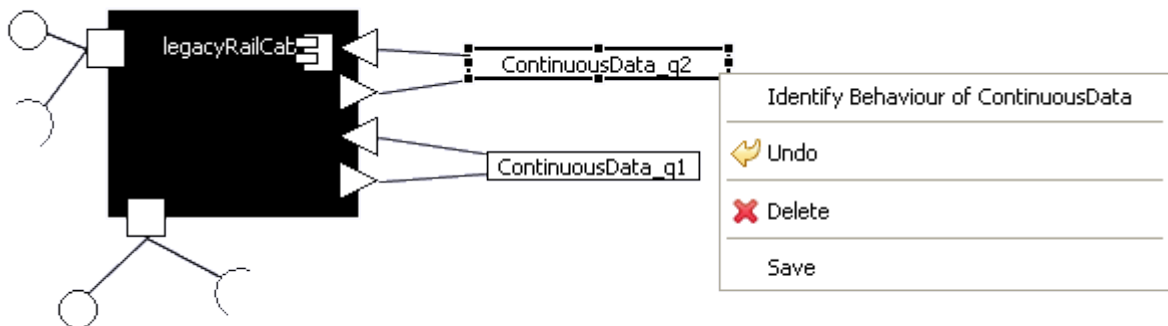 legacyRailCab
ContinuousData_q2
ContinuousData_q1
Identify Behaviour of ContinuousData
Undo
Delete
Save